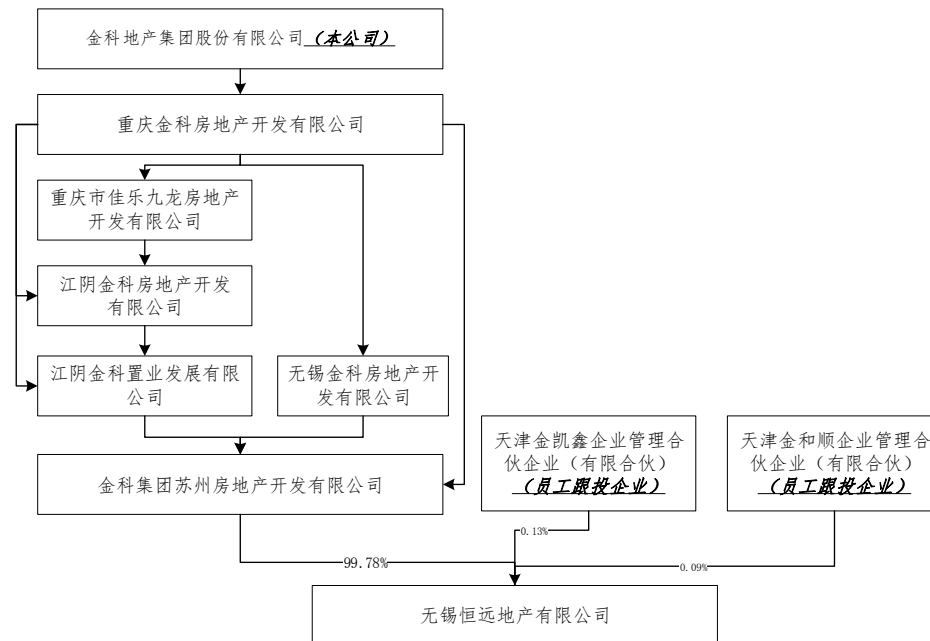 金科地产集团股份有限公司（本公司）
重庆金科房地产开发有限公司
重庆市佳乐九龙房地产
开发有限公司
江阴金科房地产开发
有限公司
江阴金科置业发展有限
公司
无锡金科房地产开
发有限公司
天津金凯鑫企业管理合
伙企业（有限合伙）
（员工跟投企业）
天津金和顺企业管理合
伙企业（有限合伙）
（员工跟投企业）
金科集团苏州房地产开发有限公司
0.13%
99.78%
0.09%
无锡恒远地产有限公司